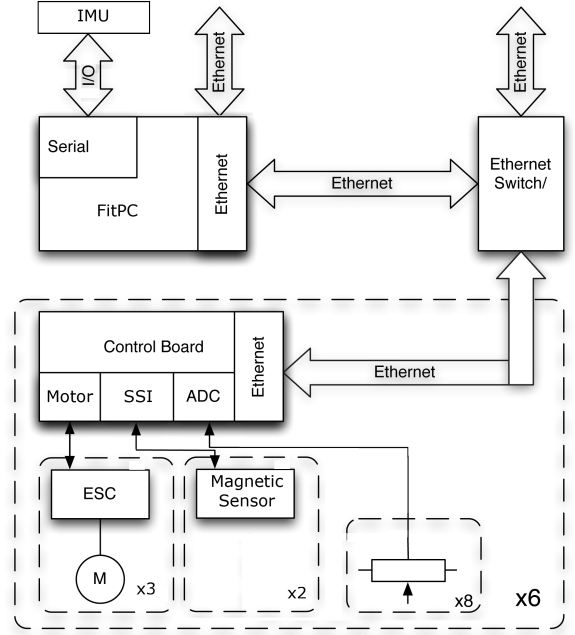 IMU
I/O
Ethernet
Ethernet
Serial
FitPC
Ethernet
Ethernet
Ethernet
Switch/
Control Board
Ethernet
Motor
SSI
ADC
Ethernet
ESC
M
x3
Magnetic
Sensor
x2
x8
x6